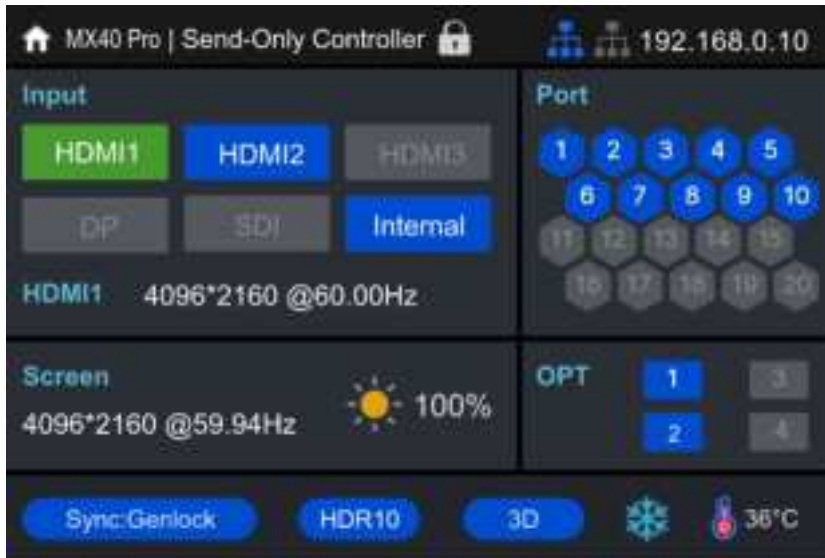 MX40 Pro | Send-Only Controller 192.168.0.10
Input
HDMI1 HDMI2 HDMI3
DP SDI Internal
HDMI1 4096*2160 @60.00Hz
Port
1 2 3 4 5
6 7 8 9 10
11 12 13 14 15
16 17 18 19 20
Screen
4096*2160 @59.94Hz 100%
OPT
1 3
2 4
Sync:Genlock HDR10 3D 36°C